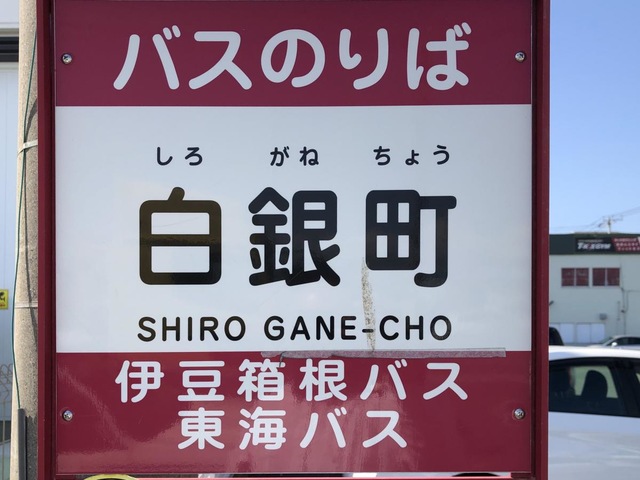 バスのりば
しろ がね ちょう
白銀町
SHIRO GANE-CHO
伊豆箱根バス
東海バス